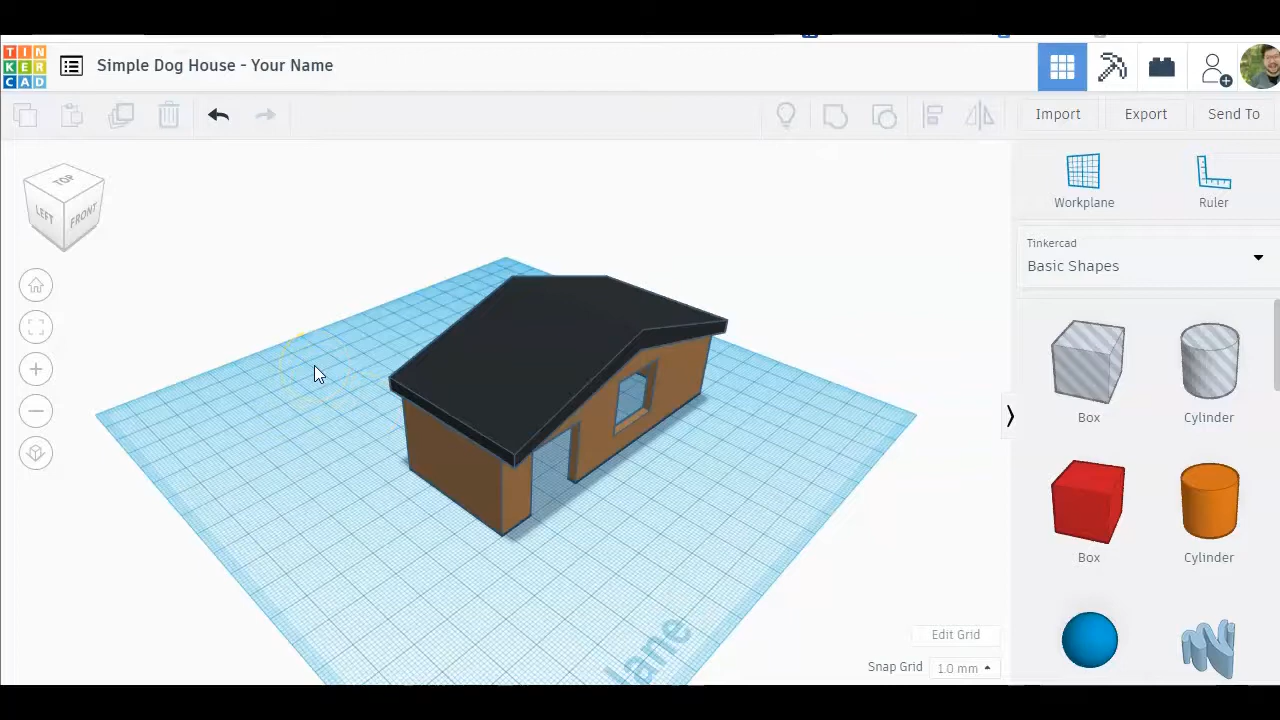 TIN
KER
CAD
Simple Dog House - Your Name
Import
Export
Send To
TOP
LEFT
FRONT
Workplane
Ruler
Tinkercad
Basic Shapes
Box
Cylinder
Box
Cylinder
lane
Edit Grid
Snap Grid
1.0 mm